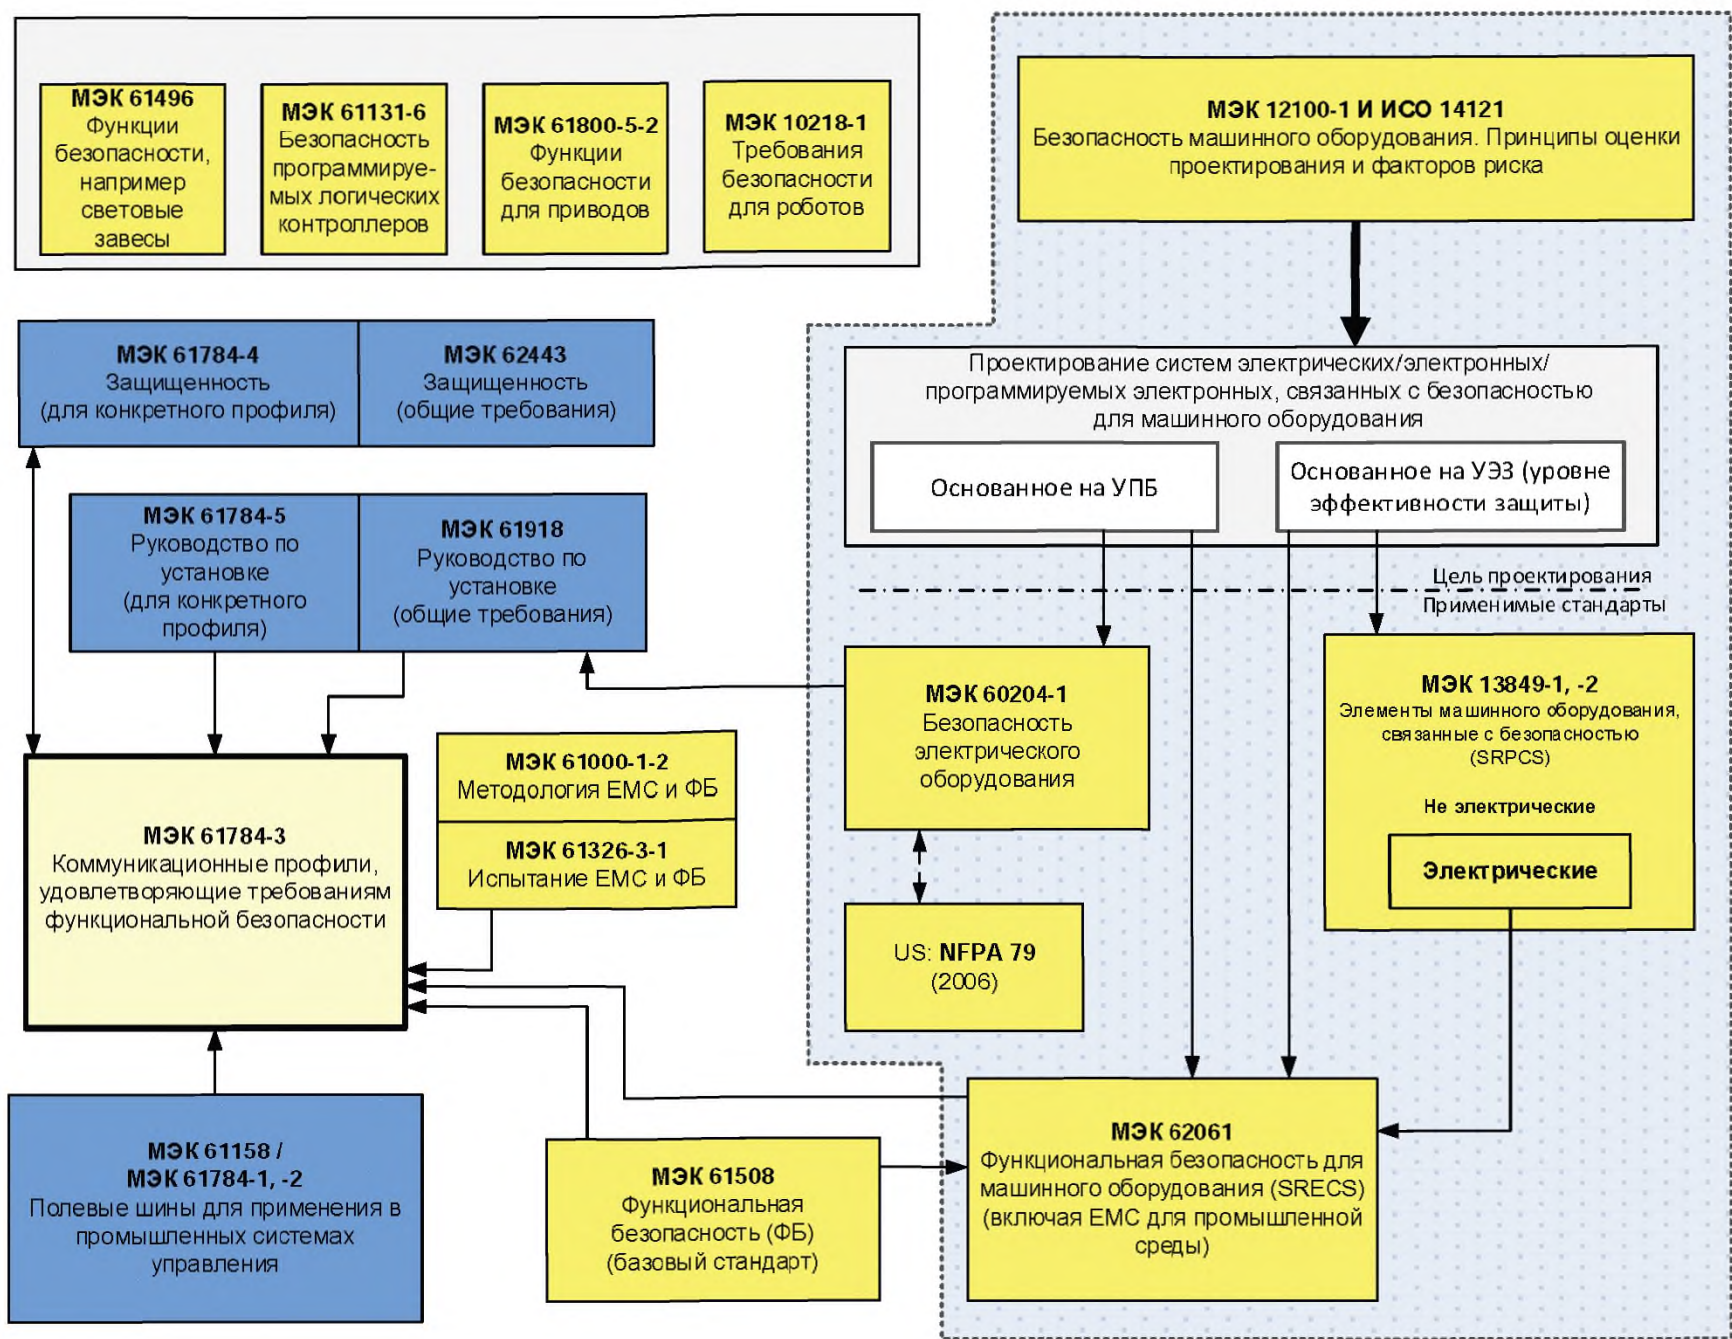 МЭК 61496
Функции
безопасности,
например
световые
завесы
МЭК 61131-6
Безопасность
программируе-
мых логических
контроллеров
МЭК 61800-5-2
Функции
безопасности
для приводов
МЭК 10218-1
Требования
безопасности
для роботов
МЭК 12100-1 И ИСО 14121
Безопасность машинного оборудования. Принципы оценки
проектирования и факторов риска
МЭК 61784-4
Защищенность
(для конкретного профиля)
МЭК 62443
Защищенность
(общие требования)
Проектирование систем электрических/электронных/
программируемых электронных, связанных с безопасностью
для машинного оборудования
Основанное на УПБ
Основанное на УЭЗ (уровне
эффективности защиты)
МЭК 61784-5
Руководство по
установке
(для конкретного
профиля)
МЭК 61918
Руководство по
установке
(общие требования)
Цель проектирования
Применимые стандарты
МЭК 60204-1
Безопасность
электрического
оборудования
МЭК 13849-1, -2
Элементы машинного оборудования,
связанные с безопасностью
(SRPCS)
Не электрические
Электрические
МЭК 61000-1-2
Методология ЕМС и ФБ
МЭК 61326-3-1
Испытание ЕМС и ФБ
МЭК 61784-3
Коммуникационные профили,
удовлетворяющие требованиям
функциональной безопасности
US: NFPA 79
(2006)
МЭК 61158 /
МЭК 61784-1, -2
Полевые шины для применения в
промышленных системах
управления
МЭК 61508
Функциональная
безопасность (ФБ)
(базовый стандарт)
МЭК 62061
Функциональная безопасность для
машинного оборудования (SRECS)
(включая ЕМС для промышленной
среды)